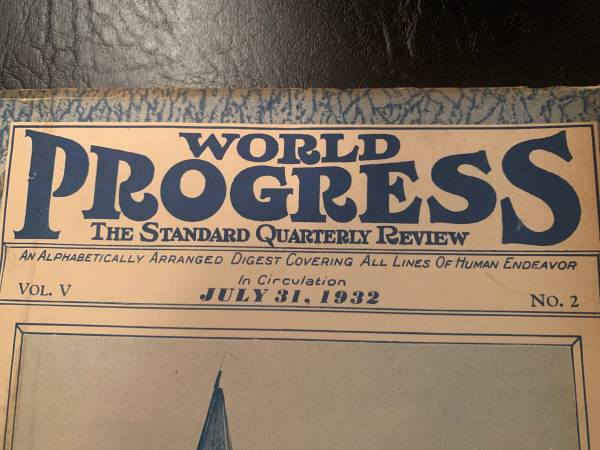 WORLD
PROGRESS
THE STANDARD QUARTERLY REVIEW
AN ALPHABETICALLY ARRANGED DIGEST COVERING ALL LINES OF HUMAN ENDEAVOR
In Circulation
VOL. V JULY 31, 1932 NO. 2